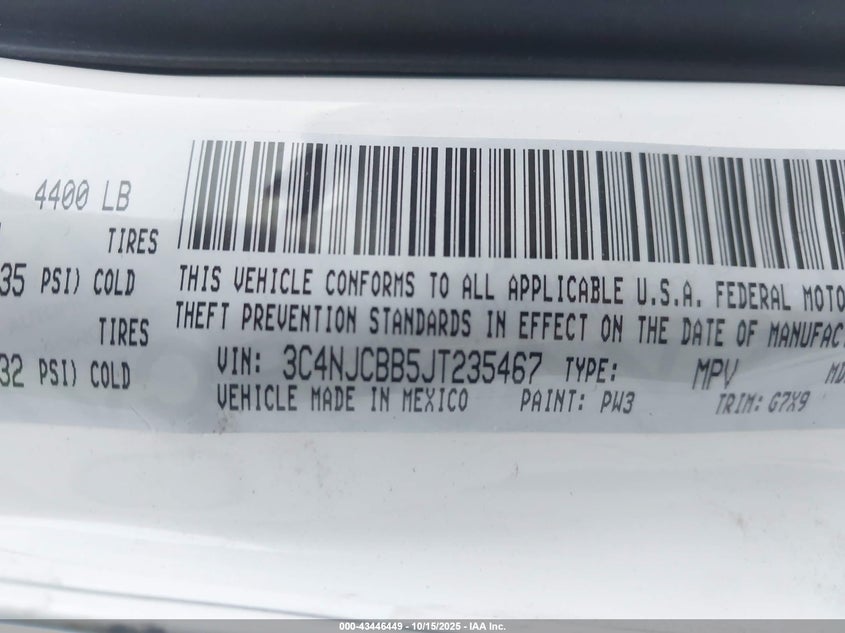 4400 LB
TIRES
35 PSI) COLD
THIS VEHICLE CONFORMS TO ALL APPLICABLE U.S.A. FEDERAL MOTO
TIRES
THEFT PREVENTION STANDARDS IN EFFECT ON THE DATE OF MANUFAC
32 PSI) COLD
VIN: 3C4NJCBB5JT235467 TYPE: MPV MD
VEHICLE MADE IN MEXICO PAINT: PW3 TRIM: G7X9
000-43446449 - 10/15/2025 - IAA Inc.